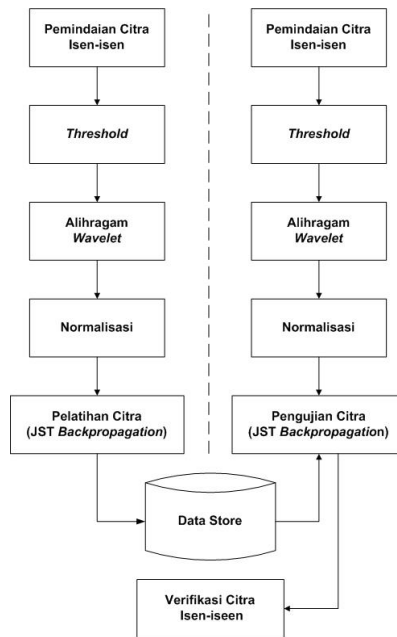 Pemindaian Citra
Isen-isen
Threshold
Alihragam
Wavelet
Normalisasi
Pelatihan Citra
(JST Backpropagation)
Pemindaian Citra
Isen-isen
Threshold
Alihragam
Wavelet
Normalisasi
Pengujian Citra
(JST Backpropagation)
Data Store
Verifikasi Citra
Isen-iseen